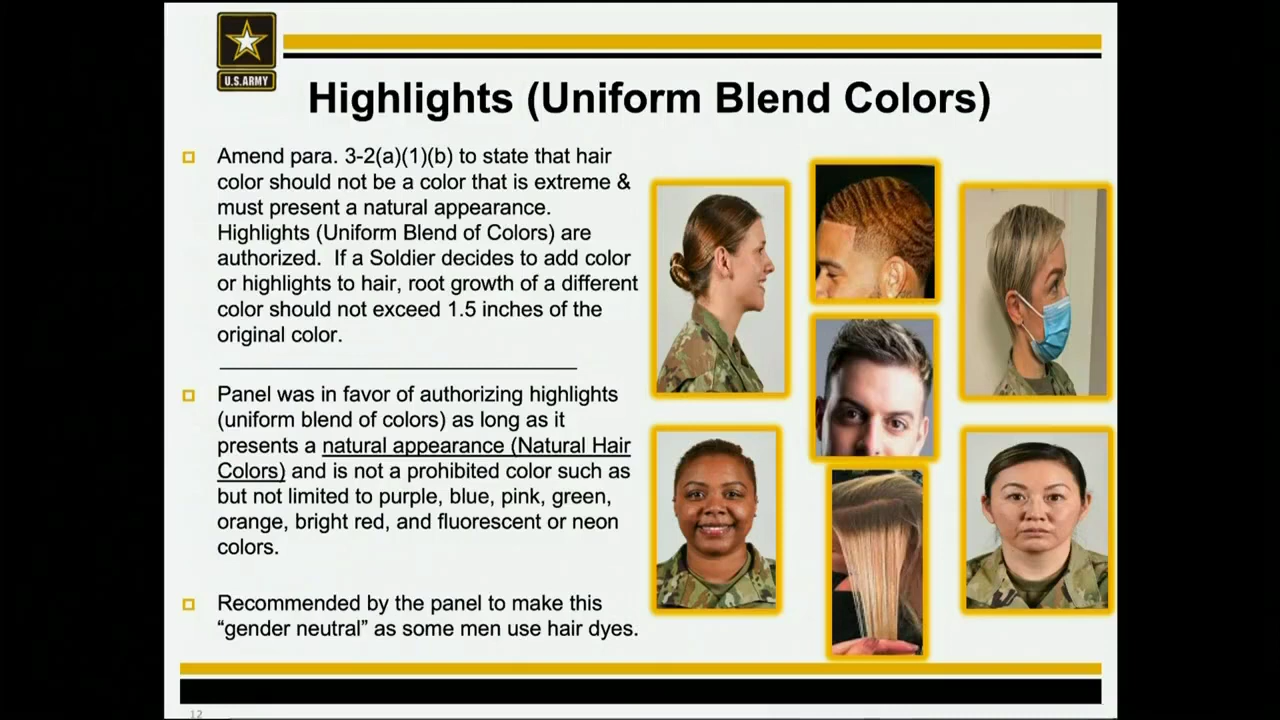 U.S.ARMY
Highlights (Uniform Blend Colors)
Amend para. 3-2(a)(1)(b) to state that hair
color should not be a color that is extreme &
must present a natural appearance.
Highlights (Uniform Blend of Colors) are
authorized.  If a Soldier decides to add color
or highlights to hair, root growth of a different
color should not exceed 1.5 inches of the
original color.
Panel was in favor of authorizing highlights
(uniform blend of colors) as long as it
presents a natural appearance (Natural Hair
Colors) and is not a prohibited color such as
but not limited to purple, blue, pink, green,
orange, bright red, and fluorescent or neon
colors.
Recommended by the panel to make this
“gender neutral” as some men use hair dyes.
12